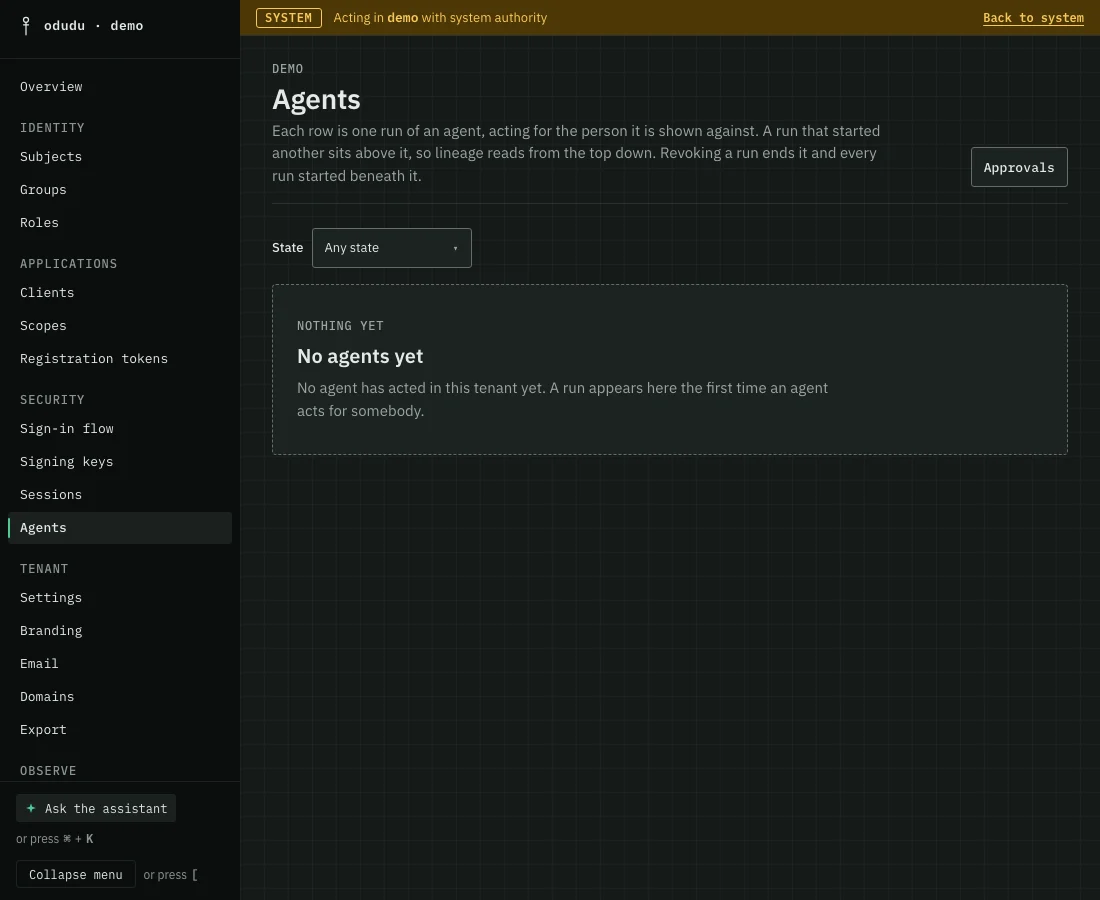 odudu · demo
SYSTEM Acting in demo with system authority Back to system
Overview
IDENTITY
Subjects
Groups
Roles
APPLICATIONS
Clients
Scopes
Registration tokens
SECURITY
Sign-in flow
Signing keys
Sessions
Agents
TENANT
Settings
Branding
Email
Domains
Export
OBSERVE
Ask the assistant
or press ⌘ + K
Collapse menu or press [
DEMO
Agents
Each row is one run of an agent, acting for the person it is shown against. A run that started
another sits above it, so lineage reads from the top down. Revoking a run ends it and every
run started beneath it.
Approvals
State Any state
NOTHING YET
No agents yet
No agent has acted in this tenant yet. A run appears here the first time an agent
acts for somebody.